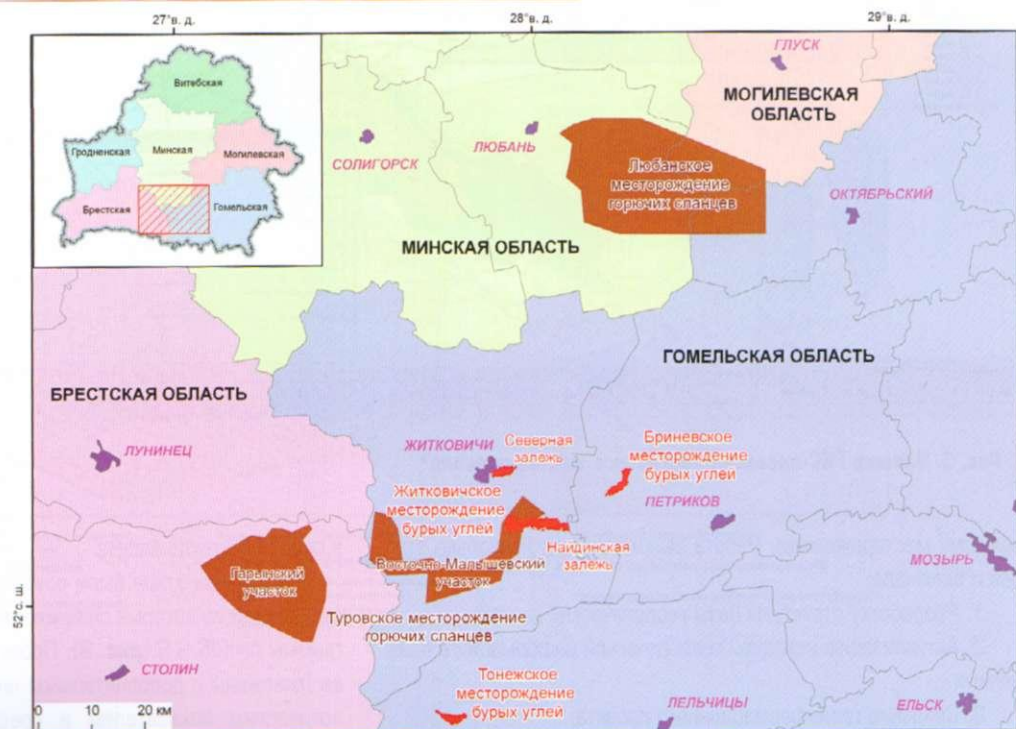 27°в. д.
28°в. д.
29°в. д.
Витебская
Гродненская
Минская
Могилевская
Брестская
Гомельская
ГЛУСК
МОГИЛЕВСКАЯ
ОБЛАСТЬ
СОЛИГОРСК
ЛЮБАНЬ
Любанское
месторождение
горючих сланцев
ОКТЯБРЬСКИЙ
МИНСКАЯ ОБЛАСТЬ
ГОМЕЛЬСКАЯ ОБЛАСТЬ
БРЕСТСКАЯ ОБЛАСТЬ
ЛУНИНЕЦ
ЖИТКОВИЧИ
Северная
залежь
Бриневское
месторождение
бурых углей
ПЕТРИКОВ
Житковичское
месторождение
бурых углей
Найдинская
залежь
МОЗЫРЬ
Восточно-Малышевский
участок
Гарынский
участок
Туровское месторождение
горючих сланцев
52°с. ш.
СТОЛИН
Тонежское
месторождение
бурых углей
ЛЕЛЬЧИЦЫ
ЕЛЬСК
0 10 20 км